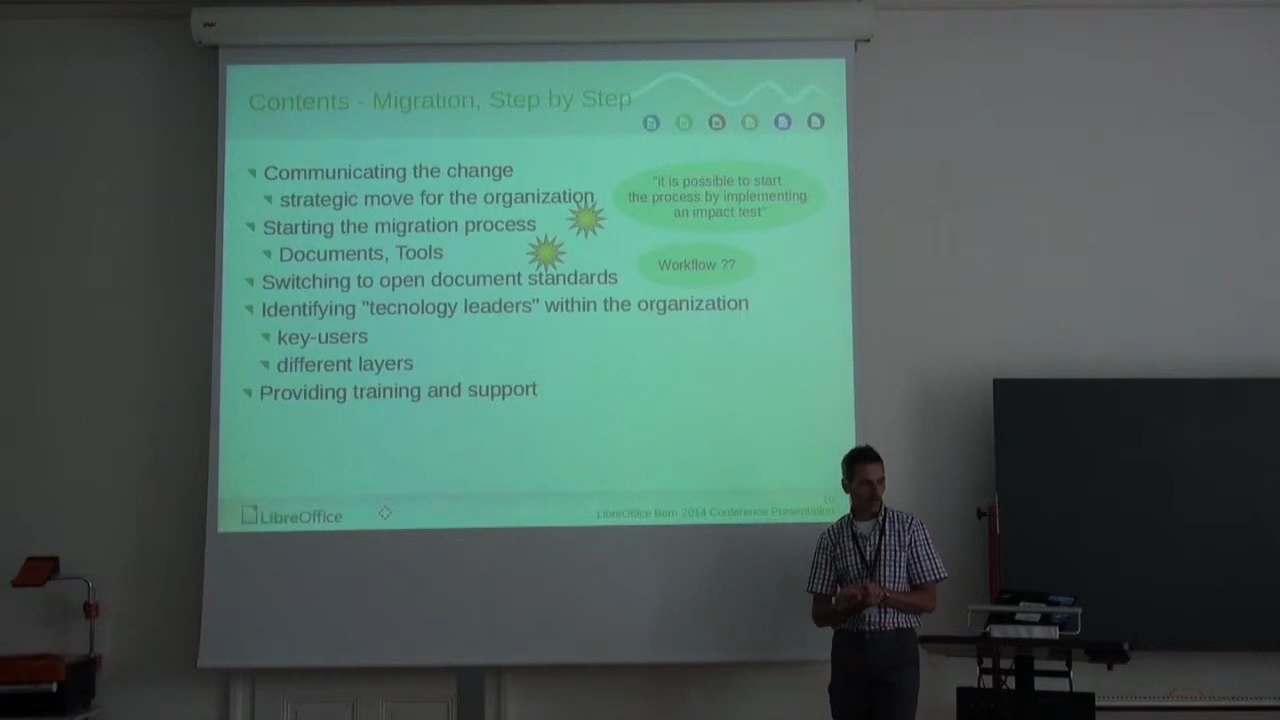 Contents - Migration, Step by Step
Communicating the change
strategic move for the organization
Starting the migration process
Documents, Tools
Switching to open document standards
Identifying "tecnology leaders" within the organization
key-users
different layers
Providing training and support
"it is possible to start
the process by implementing
an impact test"
Workflow ??
LibreOffice
LibreOffice Bern 2014 Conference Presentation